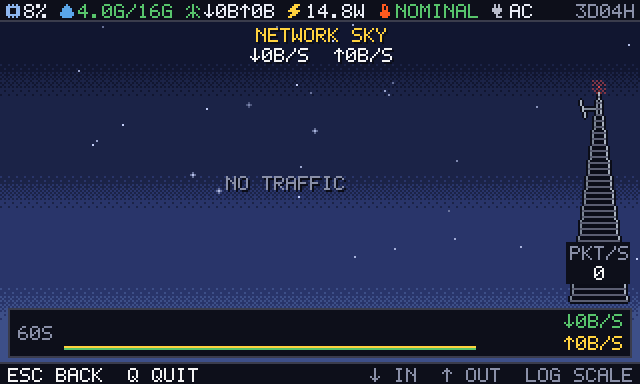 8% 4.0G/16G ↓0B↑0B 14.8W NOMINAL AC 3D04H
NETWORK SKY
↓0B/S ↑0B/S
NO TRAFFIC
PKT/S
0
60S
↓0B/S
↑0B/S
ESC BACK Q QUIT ↓ IN ↑ OUT LOG SCALE